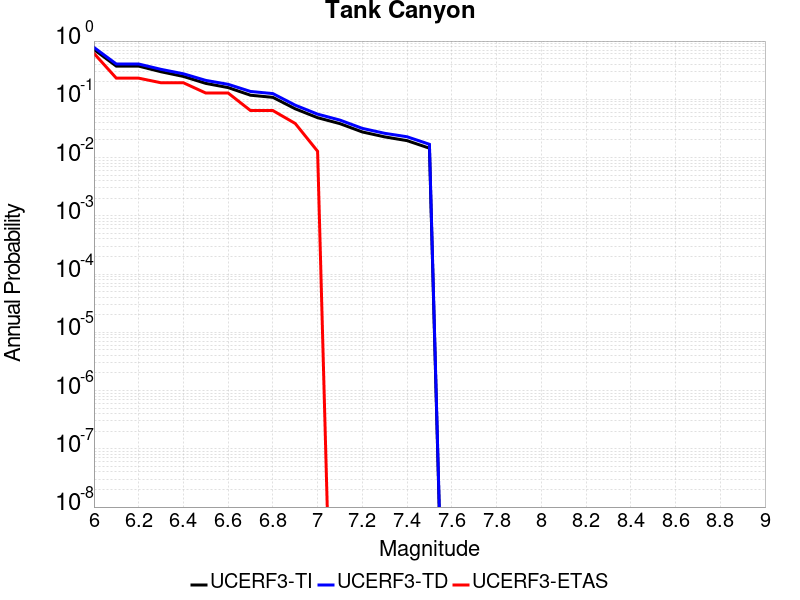 Tank Canyon
10^0
10^-1
10^-2
10^-3
10^-4
10^-5
10^-6
10^-7
10^-8
Annual Probability
6 6.2 6.4 6.6 6.8 7 7.2 7.4 7.6 7.8 8 8.2 8.4 8.6 8.8 9
Magnitude
UCERF3-TI UCERF3-TD UCERF3-ETAS